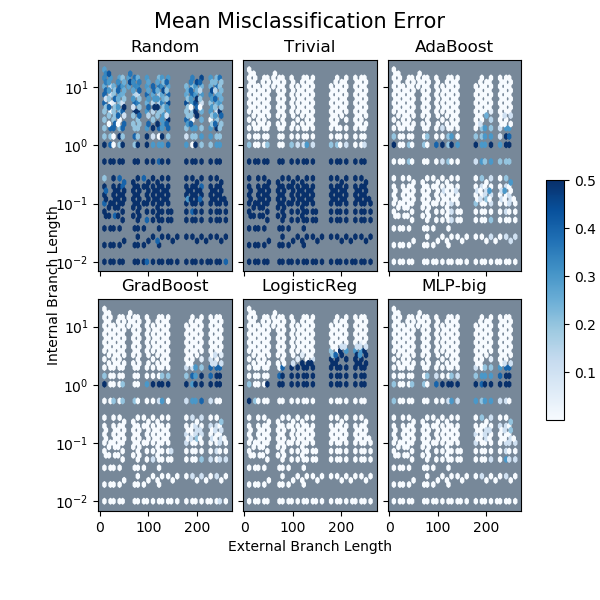 Mean Misclassification Error
Random Trivial AdaBoost
10¹
10⁰
10⁻¹
10⁻²
GradBoost LogisticReg MLP-big
10¹
10⁰
10⁻¹
10⁻²
0 100 200 0 100 200 0 100 200
External Branch Length
Internal Branch Length
0.5
0.4
0.3
0.2
0.1